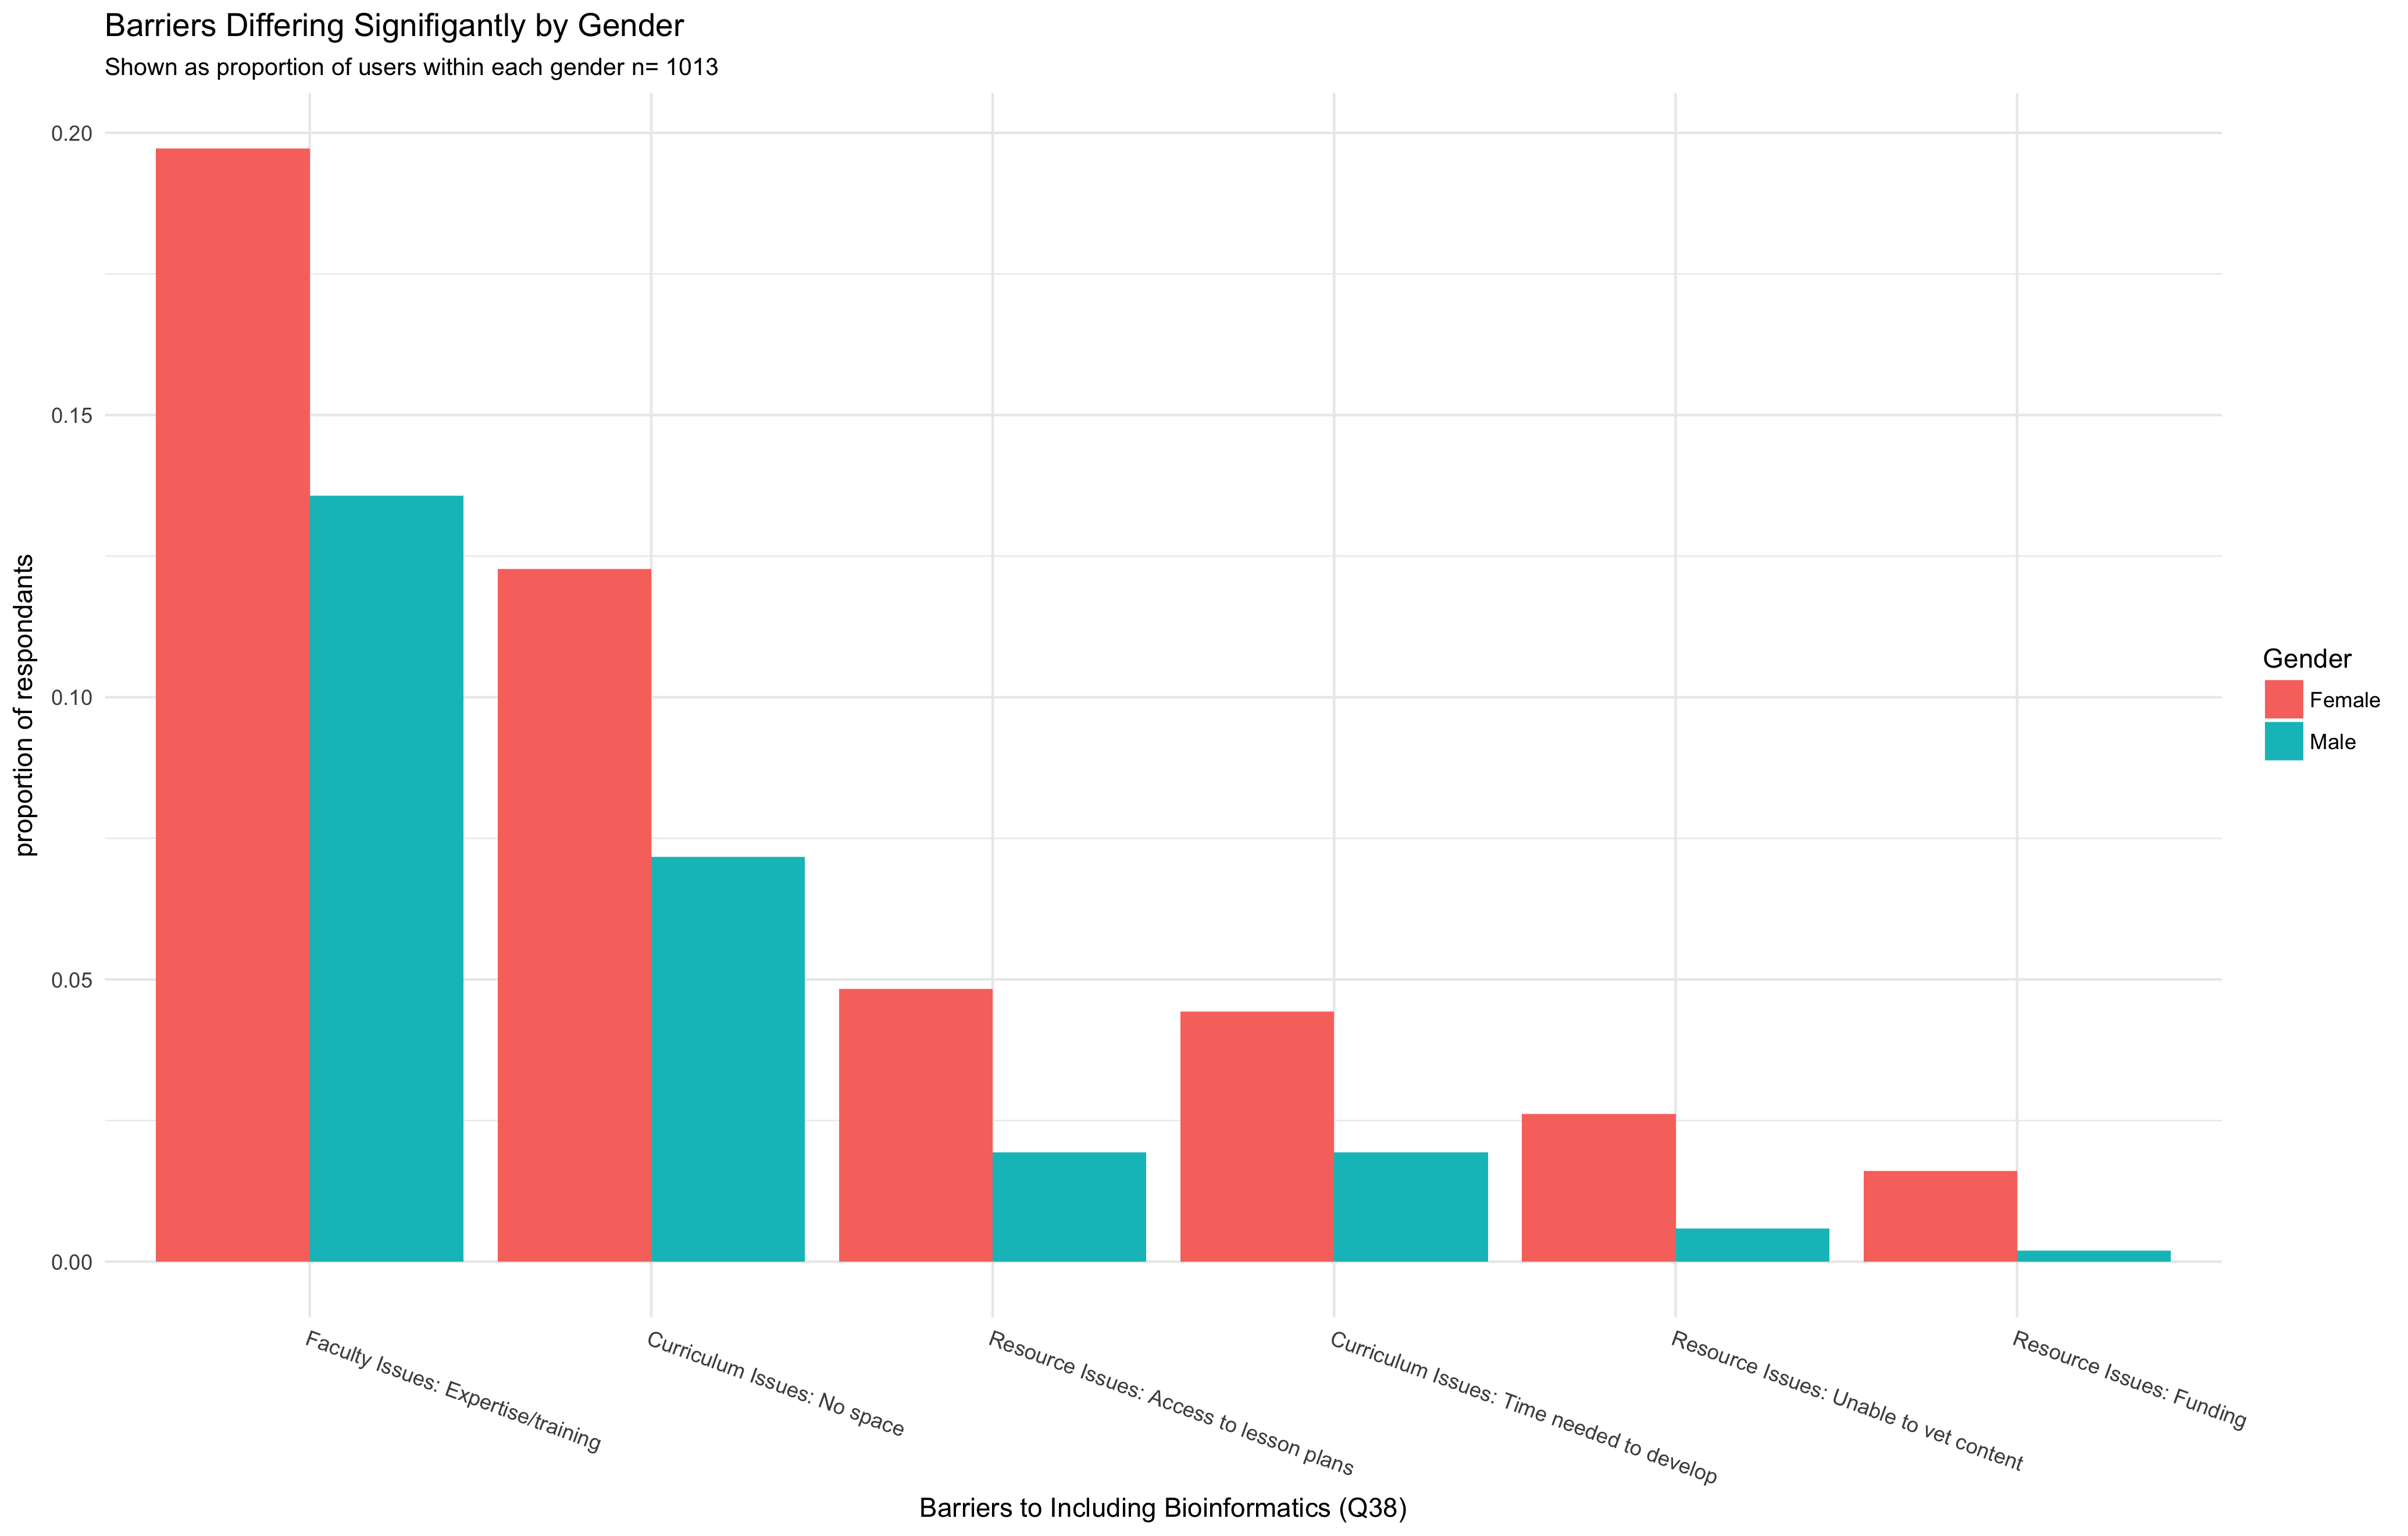 Barriers Differing Signifigantly by Gender
Shown as proportion of users within each gender n= 1013
proportion of respondants
0.20
0.15
0.10
0.05
0.00
Faculty Issues: Expertise/training
Curriculum Issues: No space
Resource Issues: Access to lesson plans
Curriculum Issues: Time needed to develop
Resource Issues: Unable to vet content
Resource Issues: Funding
Barriers to Including Bioinformatics (Q38)
Gender
Female
Male